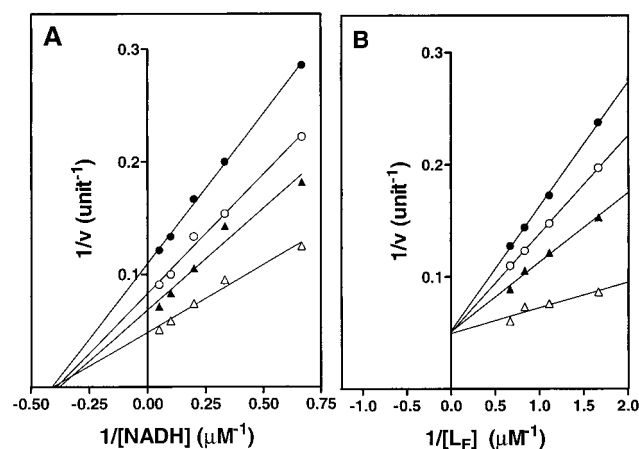 A
0.3
0.2
0.1
1/v (unit⁻¹)
-0.50 -0.25 0.00 0.25 0.50 0.75
1/[NADH] (µM⁻¹)
B
0.3
0.2
0.1
1/v (unit⁻¹)
-1.0 -0.5 0.0 0.5 1.0 1.5 2.0
1/[L_F] (µM⁻¹)